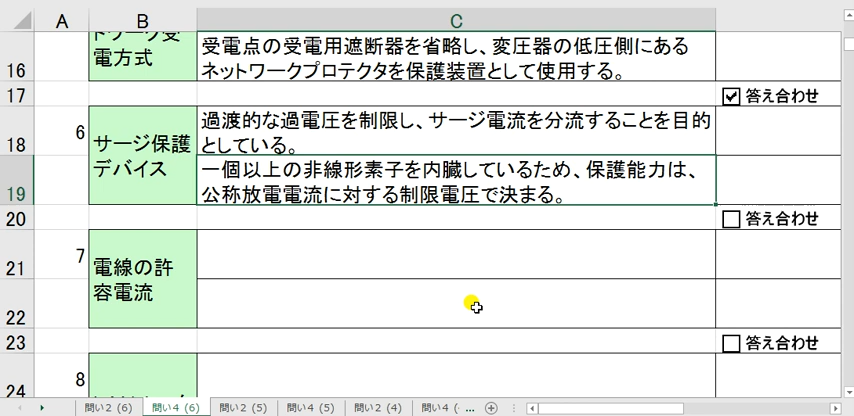 A
B
C
トワーク受
電方式
受電点の受電用遮断器を省略し、変圧器の低圧側にある
ネットワークプロテクタを保護装置として使用する。
16
17
答え合わせ
18
6
サージ保護
デバイス
過渡的な過電圧を制限し、サージ電流を分流することを目的
としている。
19
一個以上の非線形素子を内臓しているため、保護能力は、
公称放電電流に対する制限電圧で決まる。
20
答え合わせ
21
7
電線の許
容電流
22
23
答え合わせ
24
8
問い2 (6)
問い4 (6)
問い2 (5)
問い4 (5)
問い2 (4)
問い4 (
...